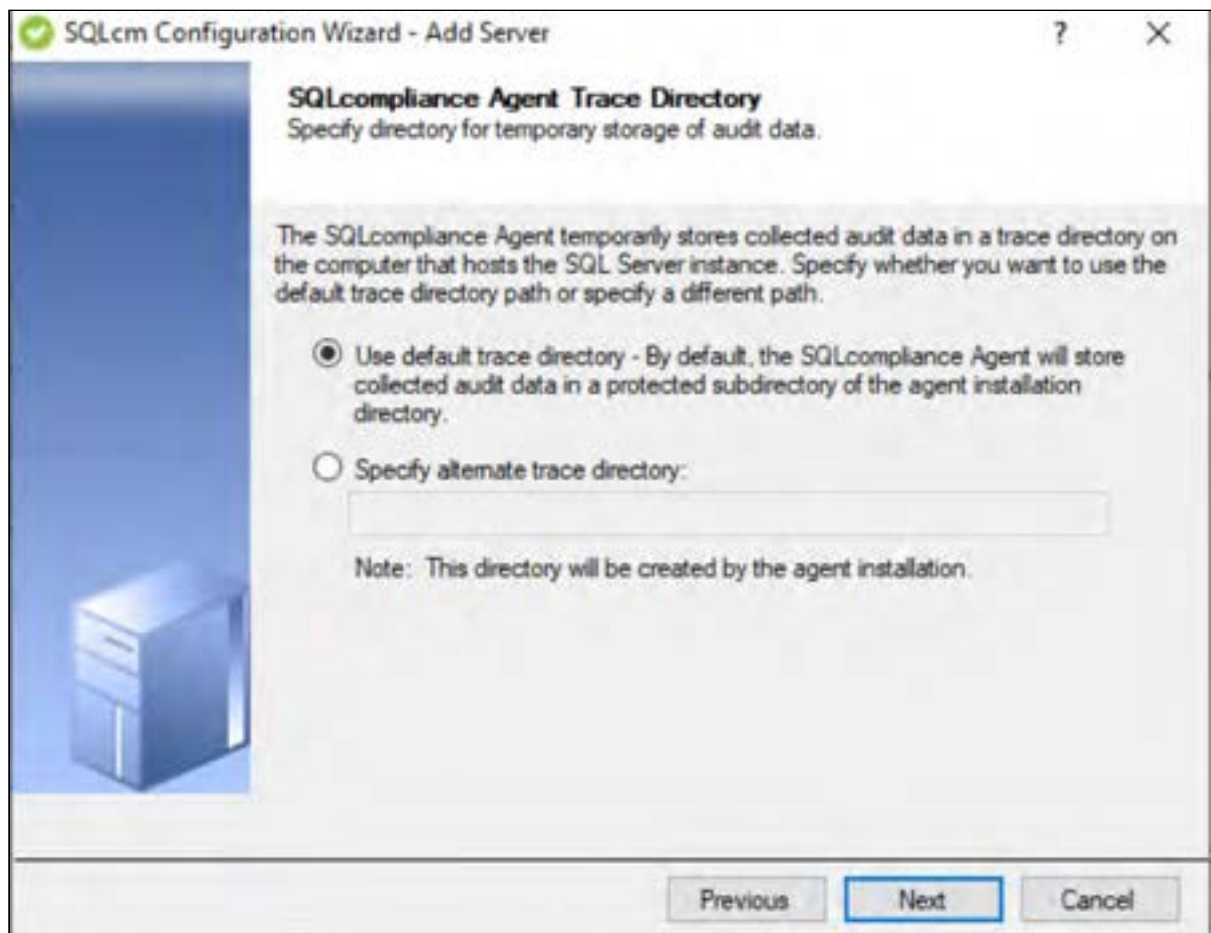 SQLcm Configuration Wizard - Add Server
?
SQLcompliance Agent Trace Directory
Specify directory for temporary storage of audit data.
The SQLcompliance Agent temporarily stores collected audit data in a trace directory on
the computer that hosts the SQL Server instance. Specify whether you want to use the
default trace directory path or specify a different path.
Use default trace directory - By default, the SQLcompliance Agent will store
collected audit data in a protected subdirectory of the agent installation
directory.
Specify alternate trace directory:
Note: This directory will be created by the agent installation.
Previous
Next
Cancel